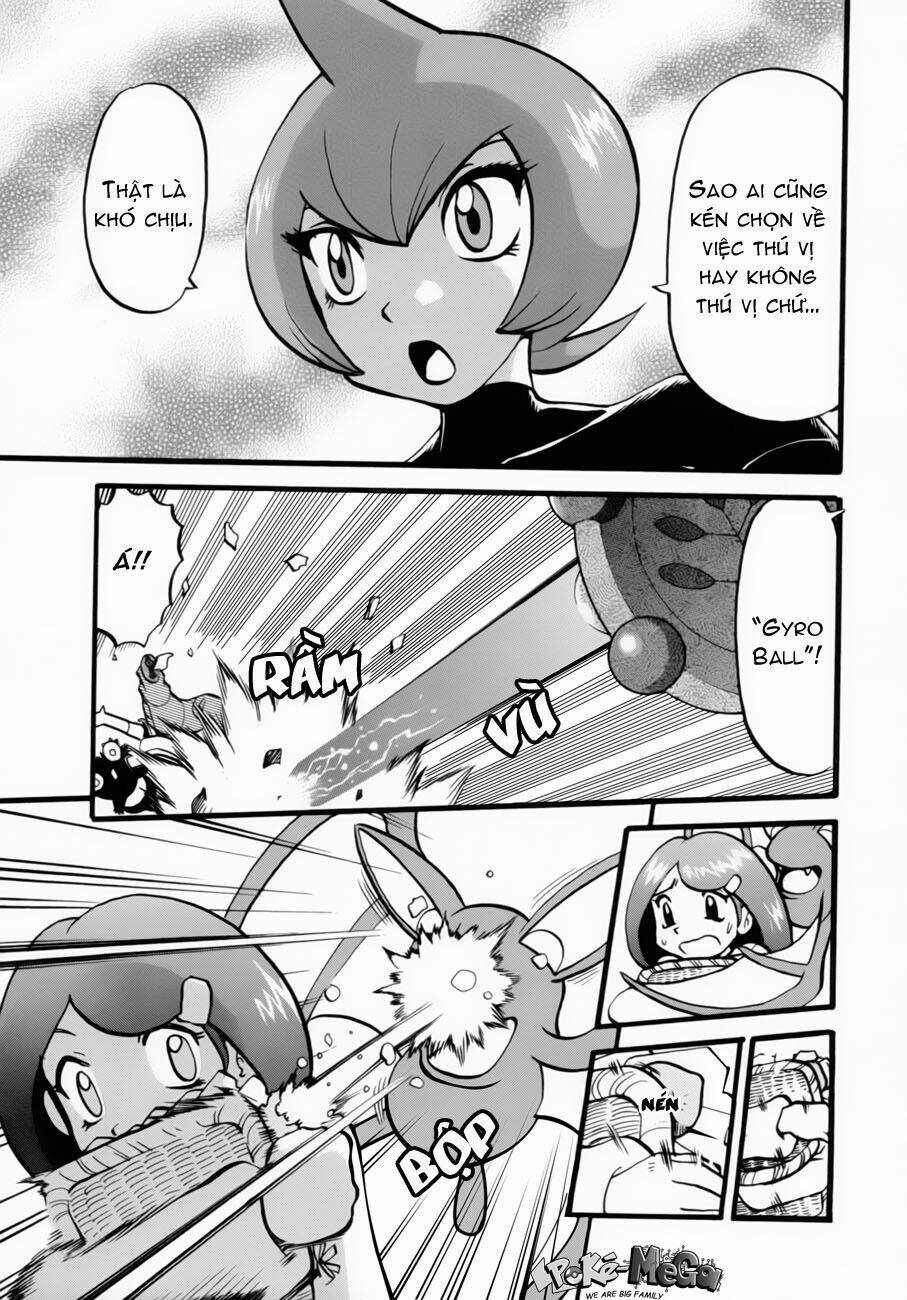 SAO AI CŨNG
KÉN CHỌN VỀ
VIỆC THÚ VỊ
HAY KHÔNG
THÚ VỊ CHỨ...
THẬT LÀ
KHÓ CHỊU.
"GYRO
BALL"!
VÙ
RẦM
Á!!
NÉN
BỘP
POKÉ-MEGA
WE ARE BIG FAMILY